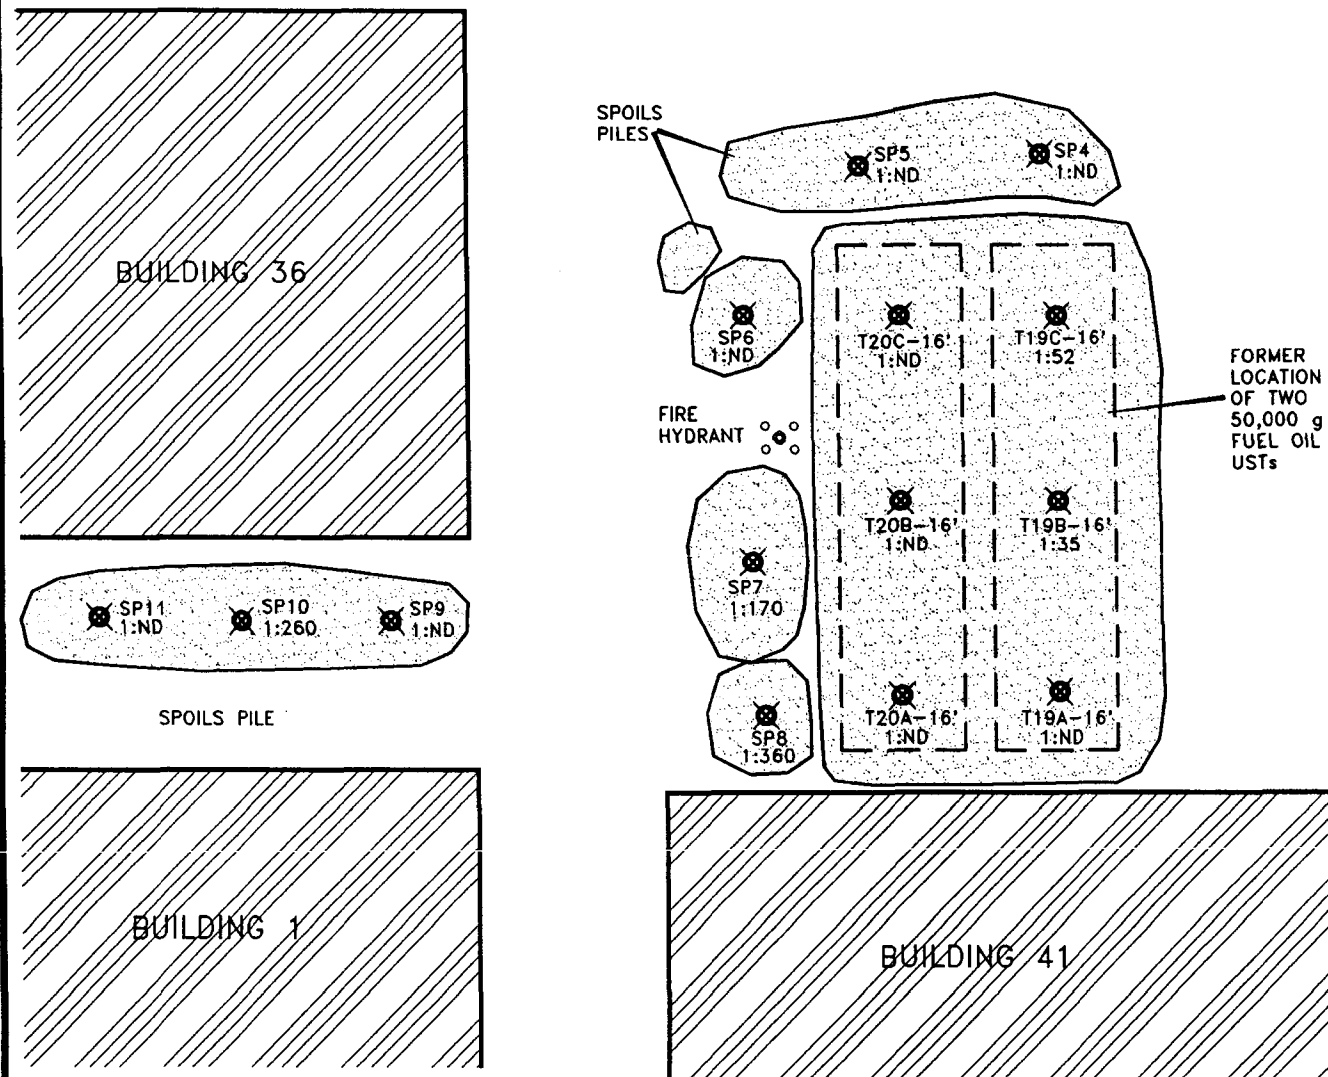 SPOILS
PILES
SP5
1:ND
SP4
1:ND
BUILDING 36
SP6
1:ND
T20C-16'
1:ND
T19C-16'
1:52
FORMER
LOCATION
OF TWO
50,000 g
FUEL OIL
USTs
FIRE
HYDRANT
T20B-16'
1:ND
T19B-16'
1:35
SP7
1:170
SP11
1:ND
SP10
1:260
SP9
1:ND
SPOILS PILE
SP8
1:360
T20A-16'
1:ND
T19A-16'
1:ND
BUILDING 1
BUILDING 41